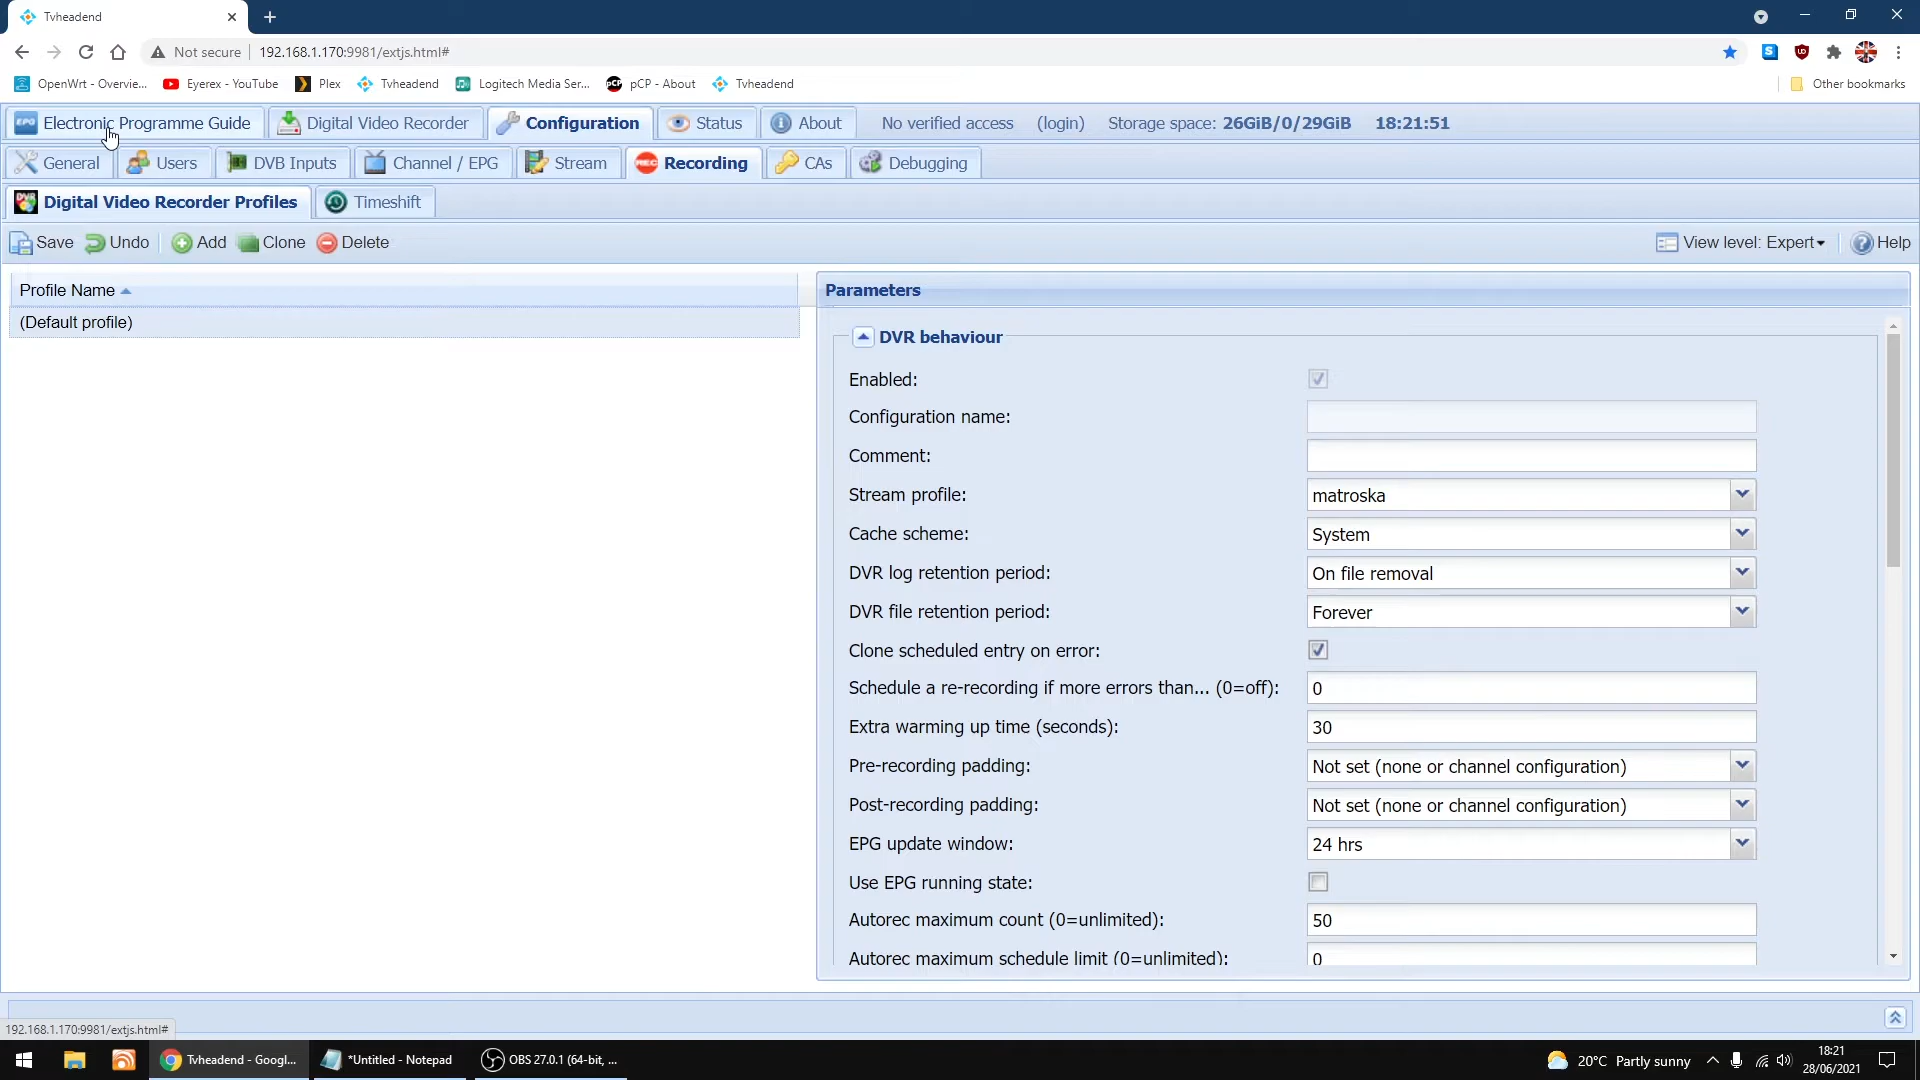 Tvheadend
Not secure 192.168.1.170:9981/extjs.html#
OpenWrt - Overvie... Eyerex - YouTube Plex Tvheadend Logitech Media Ser... pCP pCP - About Tvheadend Other bookmarks
EPG Electronic Programme Guide Digital Video Recorder Configuration Status About No verified access (login) Storage space: 26GiB/0/29GiB 18:21:51
General Users DVB Inputs Channel / EPG Stream REC Recording CAs Debugging
DVR Digital Video Recorder Profiles Timeshift
Save Undo Add Clone Delete View level: Expert Help
Profile Name
(Default profile)
Parameters
DVR behaviour
Enabled:
Configuration name:
Comment:
Stream profile: matroska
Cache scheme: System
DVR log retention period: On file removal
DVR file retention period: Forever
Clone scheduled entry on error:
Schedule a re-recording if more errors than... (0=off): 0
Extra warming up time (seconds): 30
Pre-recording padding: Not set (none or channel configuration)
Post-recording padding: Not set (none or channel configuration)
EPG update window: 24 hrs
Use EPG running state:
Autorec maximum count (0=unlimited): 50
Autorec maximum schedule limit (0=unlimited): 0
192.168.1.170:9981/extjs.html#
Tvheadend - Googl... *Untitled - Notepad OBS 27.0.1 (64-bit, ... 20°C Partly sunny 18:21
28/06/2021